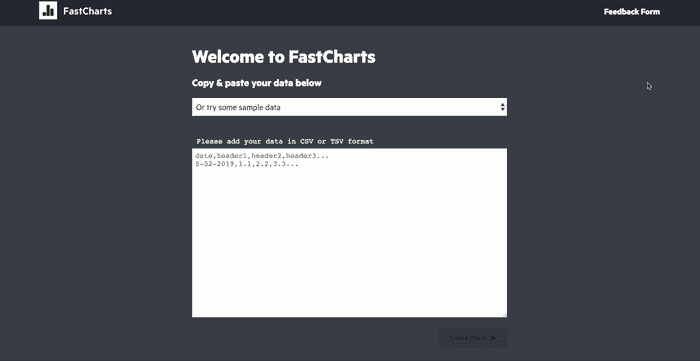 FastCharts
Feedback Form
Welcome to FastCharts
Copy & paste your data below
Or try some sample data
Please add your data in CSV or TSV format
date,header1,header2,header3...
5-02-2019,1.1,2.2,3.3...
Create Chart